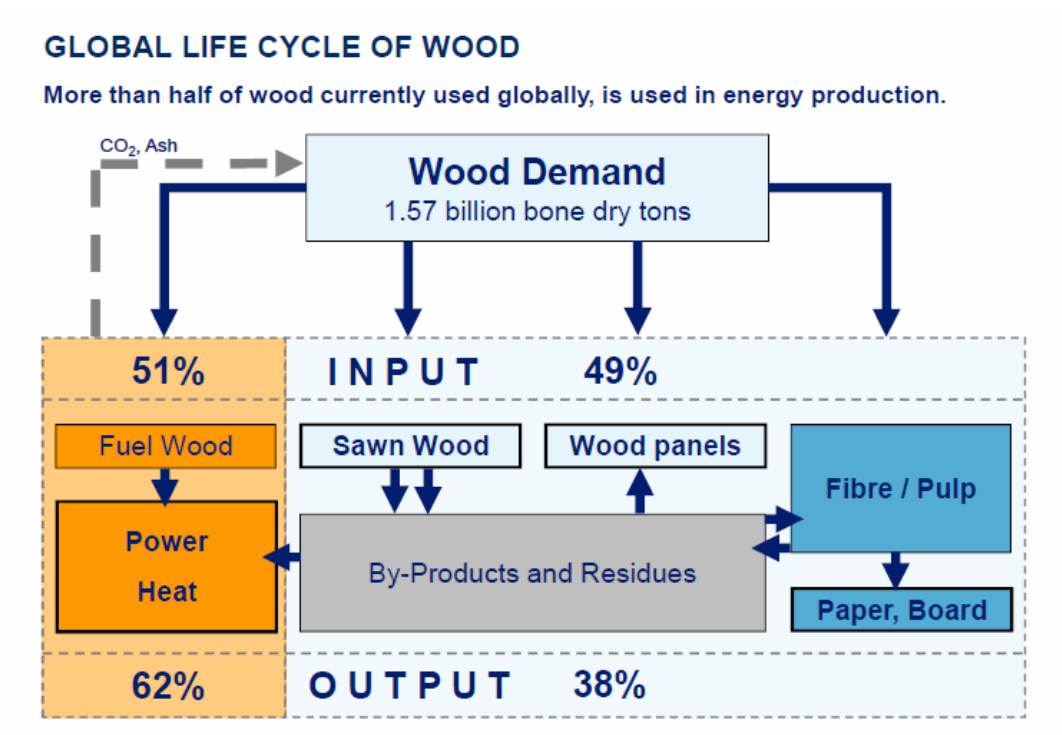 GLOBAL LIFE CYCLE OF WOOD
More than half of wood currently used globally, is used in energy production.
CO₂, Ash
Wood Demand
1.57 billion bone dry tons
51%
I N P U T
49%
Fuel Wood
Sawn Wood
Wood panels
Fibre / Pulp
Power
Heat
By-Products and Residues
Paper, Board
62%
O U T P U T
38%